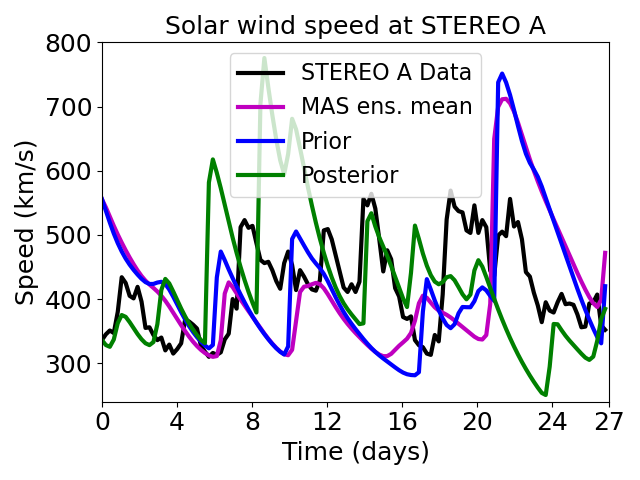 Solar wind speed at STEREO A
Speed (km/s)
800
700
600
500
400
300
STEREO A Data
MAS ens. mean
Prior
Posterior
0 4 8 12 16 20 24 27
Time (days)